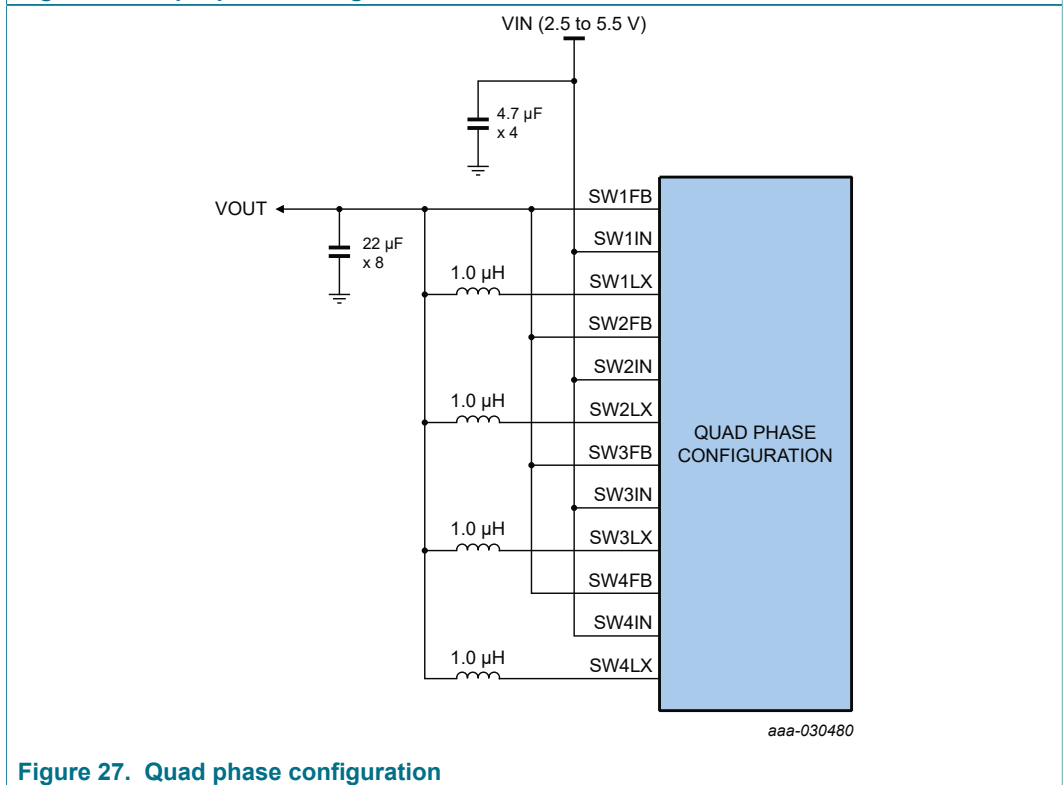 VIN (2.5 to 5.5 V)
4.7 µF
x 4
SW1FB
VOUT
22 µF
x 8
SW1IN
1.0 µH
SW1LX
SW2FB
SW2IN
1.0 µH
SW2LX
QUAD PHASE
CONFIGURATION
SW3FB
SW3IN
1.0 µH
SW3LX
SW4FB
SW4IN
1.0 µH
SW4LX
aaa-030480
Figure 27. Quad phase configuration